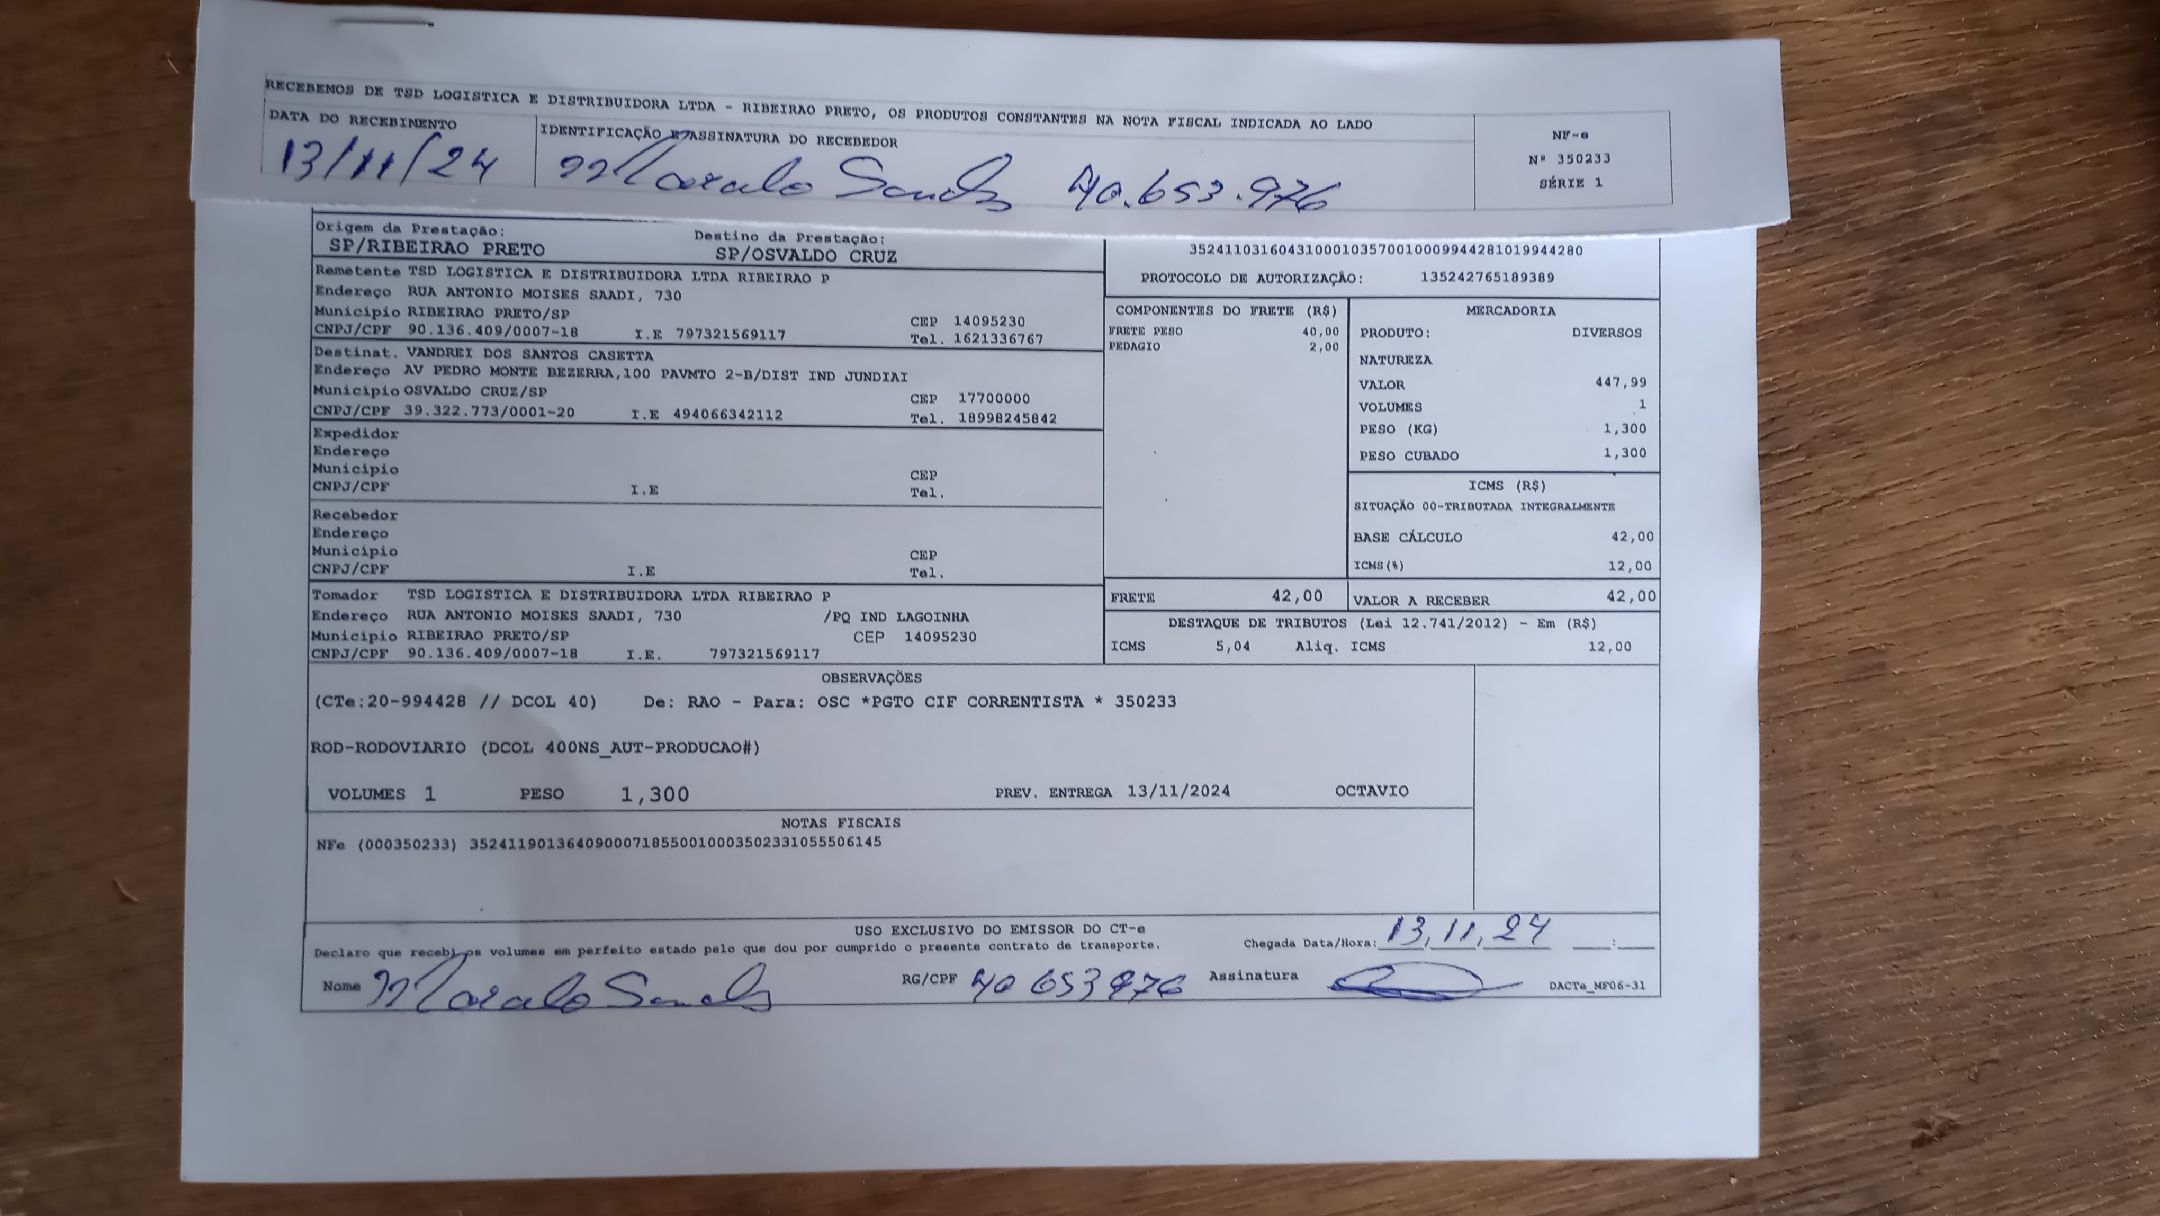 RECEBEMOS DE TSD LOGISTICA E DISTRIBUIDORA LTDA - RIBEIRAO PRETO, OS PRODUTOS CONSTANTES NA NOTA FISCAL INDICADA AO LADO
DATA DO RECEBIMENTO
13/11/24
IDENTIFICAÇÃO E ASSINATURA DO RECEBEDOR
40.653.976
NF-e
Nº 350233
SÉRIE 1
Origem da Prestação:
SP/RIBEIRAO PRETO
Destino da Prestação:
SP/OSVALDO CRUZ
Remetente TSD LOGISTICA E DISTRIBUIDORA LTDA RIBEIRAO P
Endereço RUA ANTONIO MOISES SAADI, 730
Município RIBEIRAO PRETO/SP CEP 14095230
CNPJ/CPF 90.136.409/0007-18 I.E 797321569117 Tel. 1621336767
Destinat. VANDREI DOS SANTOS CASETTA
Endereço AV PEDRO MONTE BEZERRA,100 PAVMTO 2-B/DIST IND JUNDIAI
Município OSVALDO CRUZ/SP CEP 17700000
CNPJ/CPF 39.322.773/0001-20 I.E 494066342112 Tel. 18998245842
Expedidor
Endereço
Município CEP
CNPJ/CPF I.E Tel.
Recebedor
Endereço
Município CEP
CNPJ/CPF I.E Tel.
Tomador TSD LOGISTICA E DISTRIBUIDORA LTDA RIBEIRAO P
Endereço RUA ANTONIO MOISES SAADI, 730 /PQ IND LAGOINHA
Município RIBEIRAO PRETO/SP CEP 14095230
CNPJ/CPF 90.136.409/0007-18 I.E. 797321569117
35241103160431000103570010009944281019944280
PROTOCOLO DE AUTORIZAÇÃO: 135242765189389
COMPONENTES DO FRETE (R$)
FRETE PESO 40,00
PEDAGIO 2,00
MERCADORIA
PRODUTO: DIVERSOS
NATUREZA
VALOR 447,99
VOLUMES 1
PESO (KG) 1,300
PESO CUBADO 1,300
ICMS (R$)
SITUAÇÃO 00-TRIBUTADA INTEGRALMENTE
BASE CÁLCULO 42,00
ICMS(%) 12,00
FRETE 42,00 VALOR A RECEBER 42,00
DESTAQUE DE TRIBUTOS (Lei 12.741/2012) - Em (R$)
ICMS 5,04 Aliq. ICMS 12,00
OBSERVAÇÕES
(CTe:20-994428 // DCOL 40) De: RAO - Para: OSC *PGTO CIF CORRENTISTA * 350233
ROD-RODOVIARIO (DCOL 400NS_AUT-PRODUCAO#)
VOLUMES 1 PESO 1,300 PREV. ENTREGA 13/11/2024 OCTAVIO
NOTAS FISCAIS
NFe (000350233) 35241190136409000718550010003502331055506145
USO EXCLUSIVO DO EMISSOR DO CT-e
Declaro que recebi os volumes em perfeito estado pelo que dou por cumprido o presente contrato de transporte. Chegada Data/Hora: 13,11,24 __:__
Nome RG/CPF 40 653 976 Assinatura DACTe_MF06-31